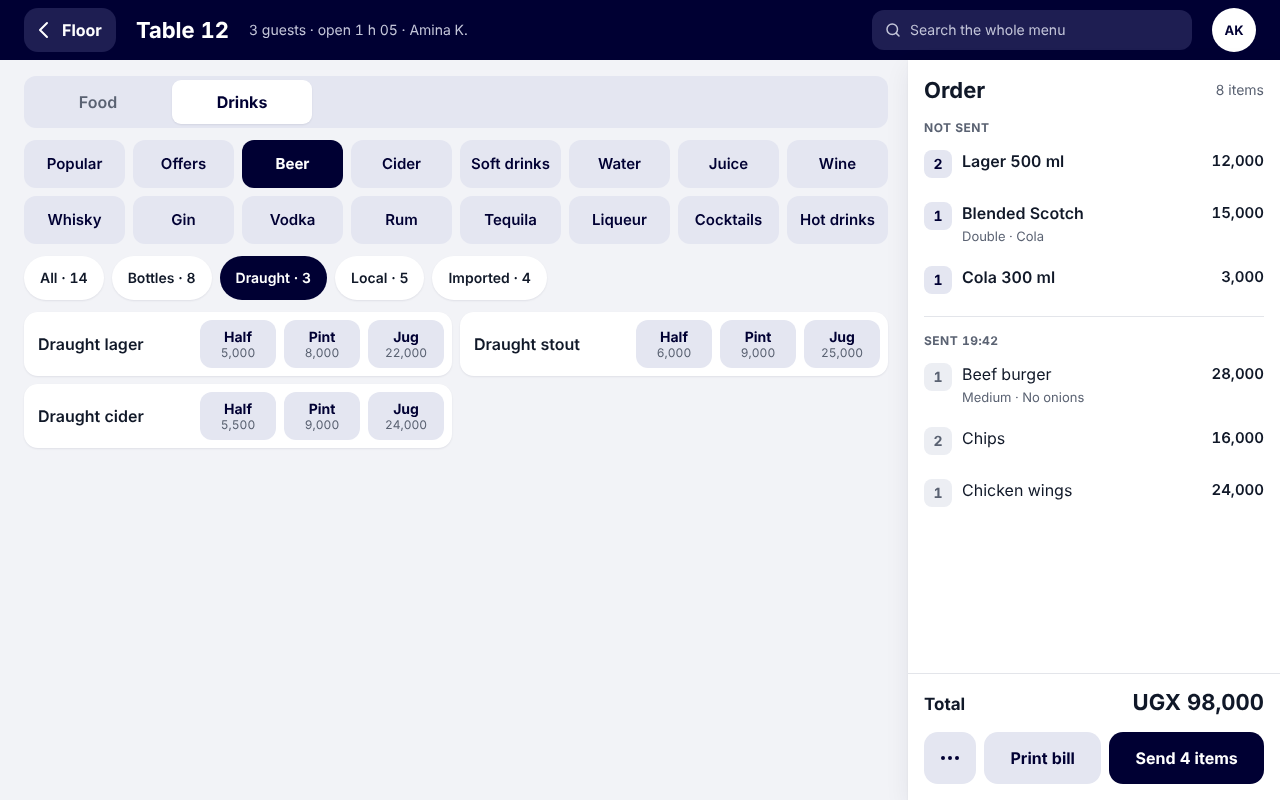 Floor
Table 12
3 guests · open 1 h 05 · Amina K.
Search the whole menu
AK
Food
Drinks
Popular
Offers
Beer
Cider
Soft drinks
Water
Juice
Wine
Whisky
Gin
Vodka
Rum
Tequila
Liqueur
Cocktails
Hot drinks
All · 14
Bottles · 8
Draught · 3
Local · 5
Imported · 4
Draught lager
Half
5,000
Pint
8,000
Jug
22,000
Draught stout
Half
6,000
Pint
9,000
Jug
25,000
Draught cider
Half
5,500
Pint
9,000
Jug
24,000
Order
8 items
NOT SENT
2 Lager 500 ml 12,000
1 Blended Scotch 15,000
Double · Cola
1 Cola 300 ml 3,000
SENT 19:42
1 Beef burger 28,000
Medium · No onions
2 Chips 16,000
1 Chicken wings 24,000
Total UGX 98,000
Print bill
Send 4 items